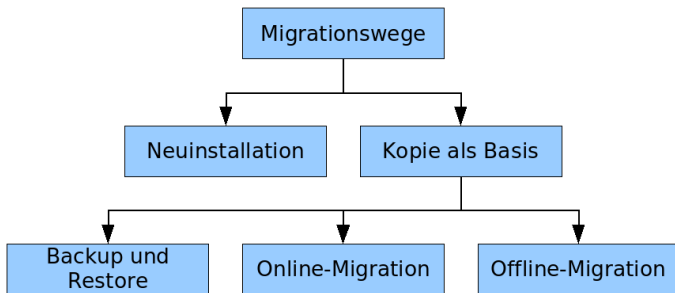 Migrationswege
Neuinstallation
Kopie als Basis
Backup und
Restore
Online-Migration
Offline-Migration